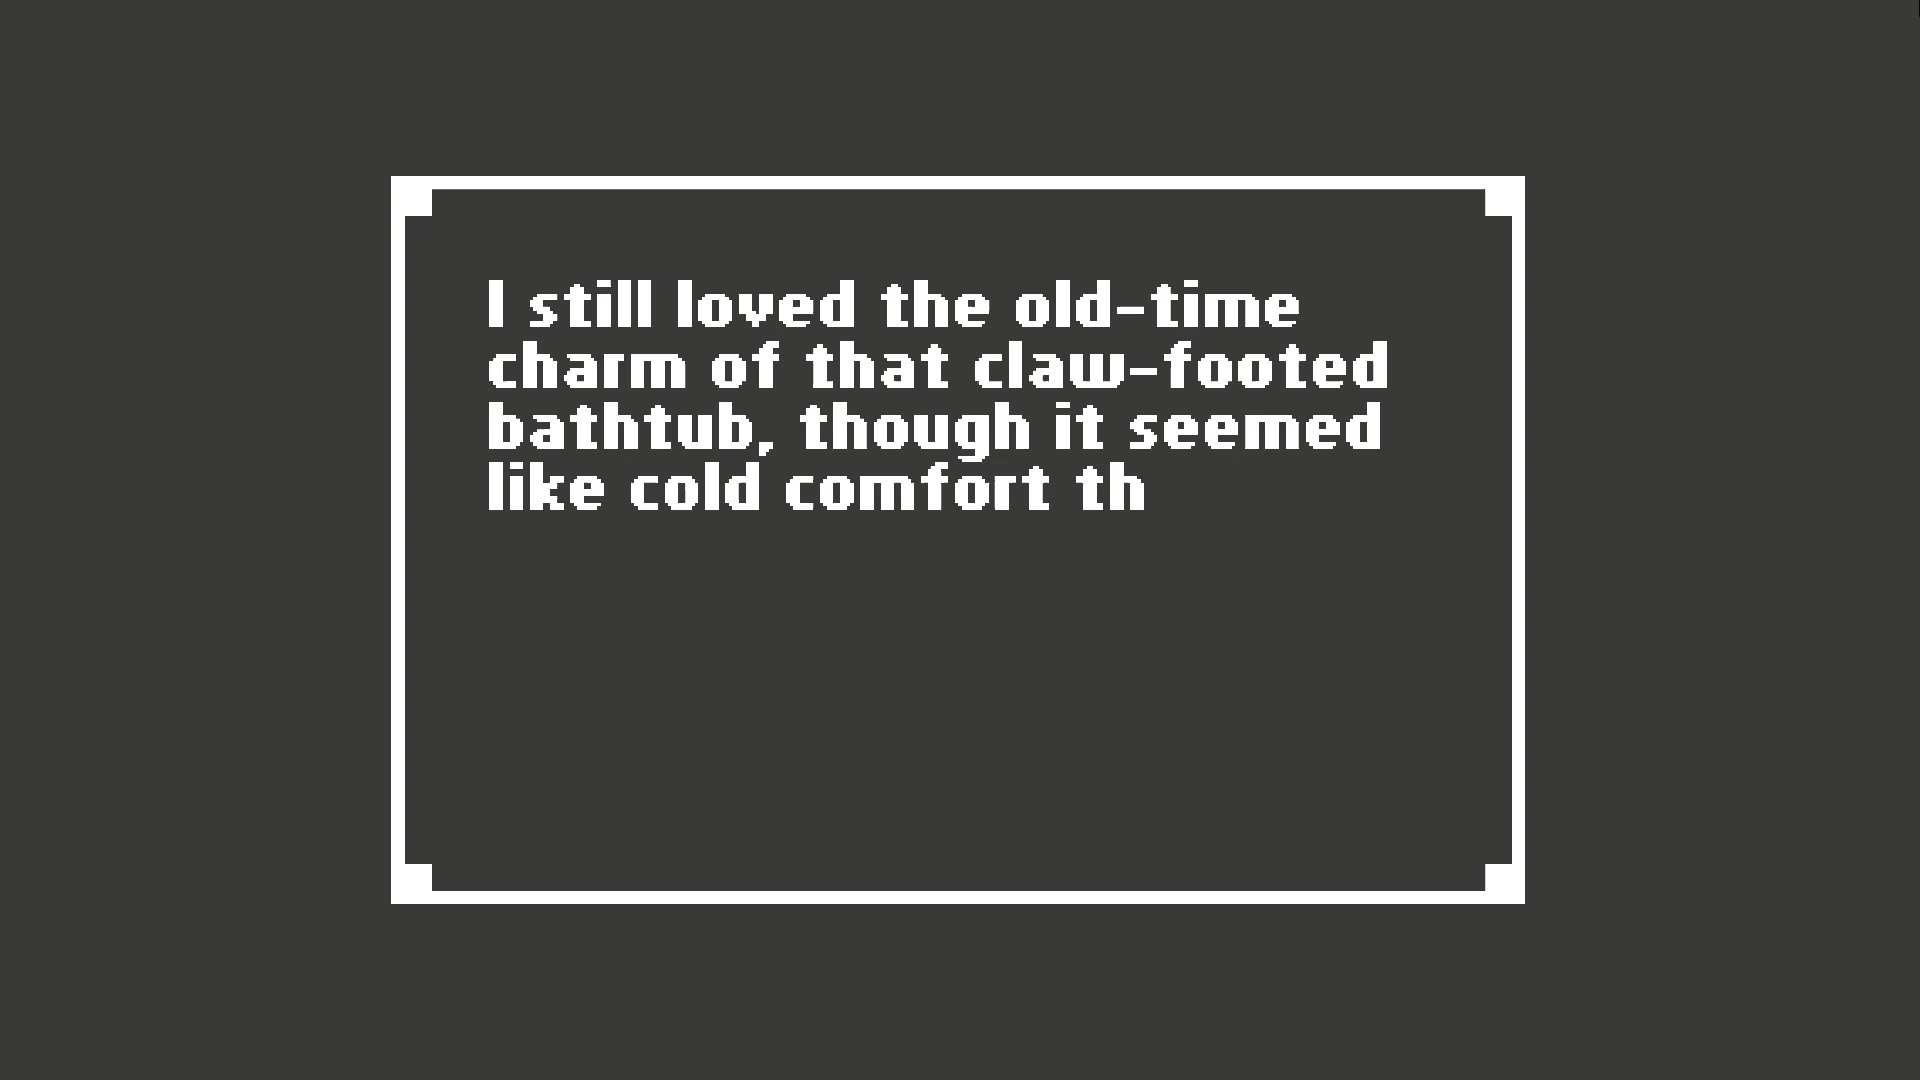 I still loved the old-time
charm of that claw-footed
bathtub, though it seemed
like cold comfort th